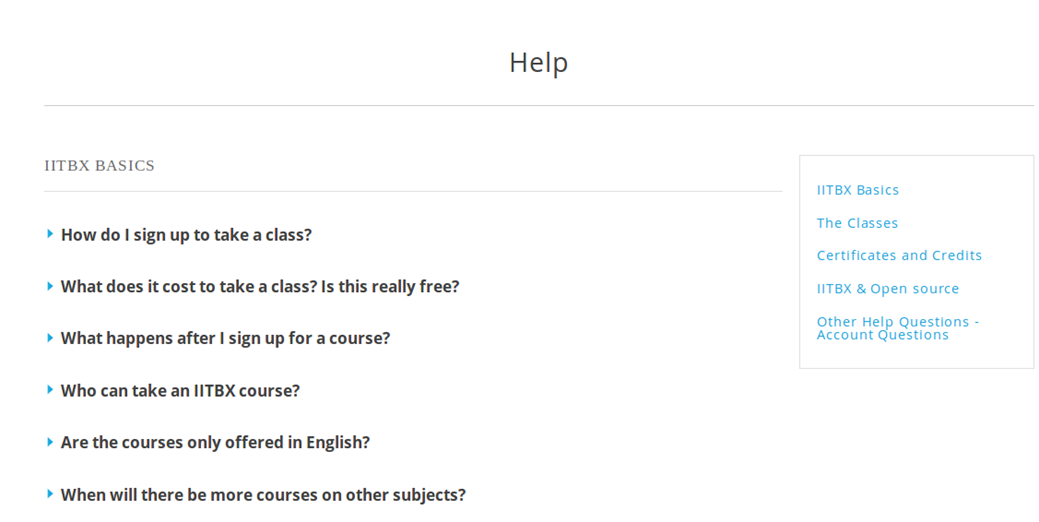 Help
IITBX BASICS
How do I sign up to take a class?
What does it cost to take a class? Is this really free?
What happens after I sign up for a course?
Who can take an IITBX course?
Are the courses only offered in English?
When will there be more courses on other subjects?
IITBX Basics
The Classes
Certificates and Credits
IITBX & Open source
Other Help Questions -
Account Questions